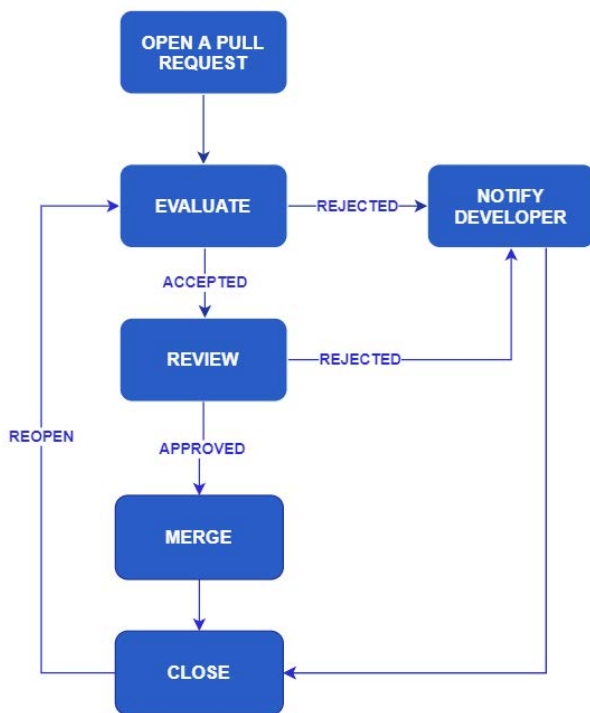 OPEN A PULL
REQUEST
EVALUATE
REJECTED
NOTIFY
DEVELOPER
ACCEPTED
REVIEW
REJECTED
REOPEN
APPROVED
MERGE
CLOSE